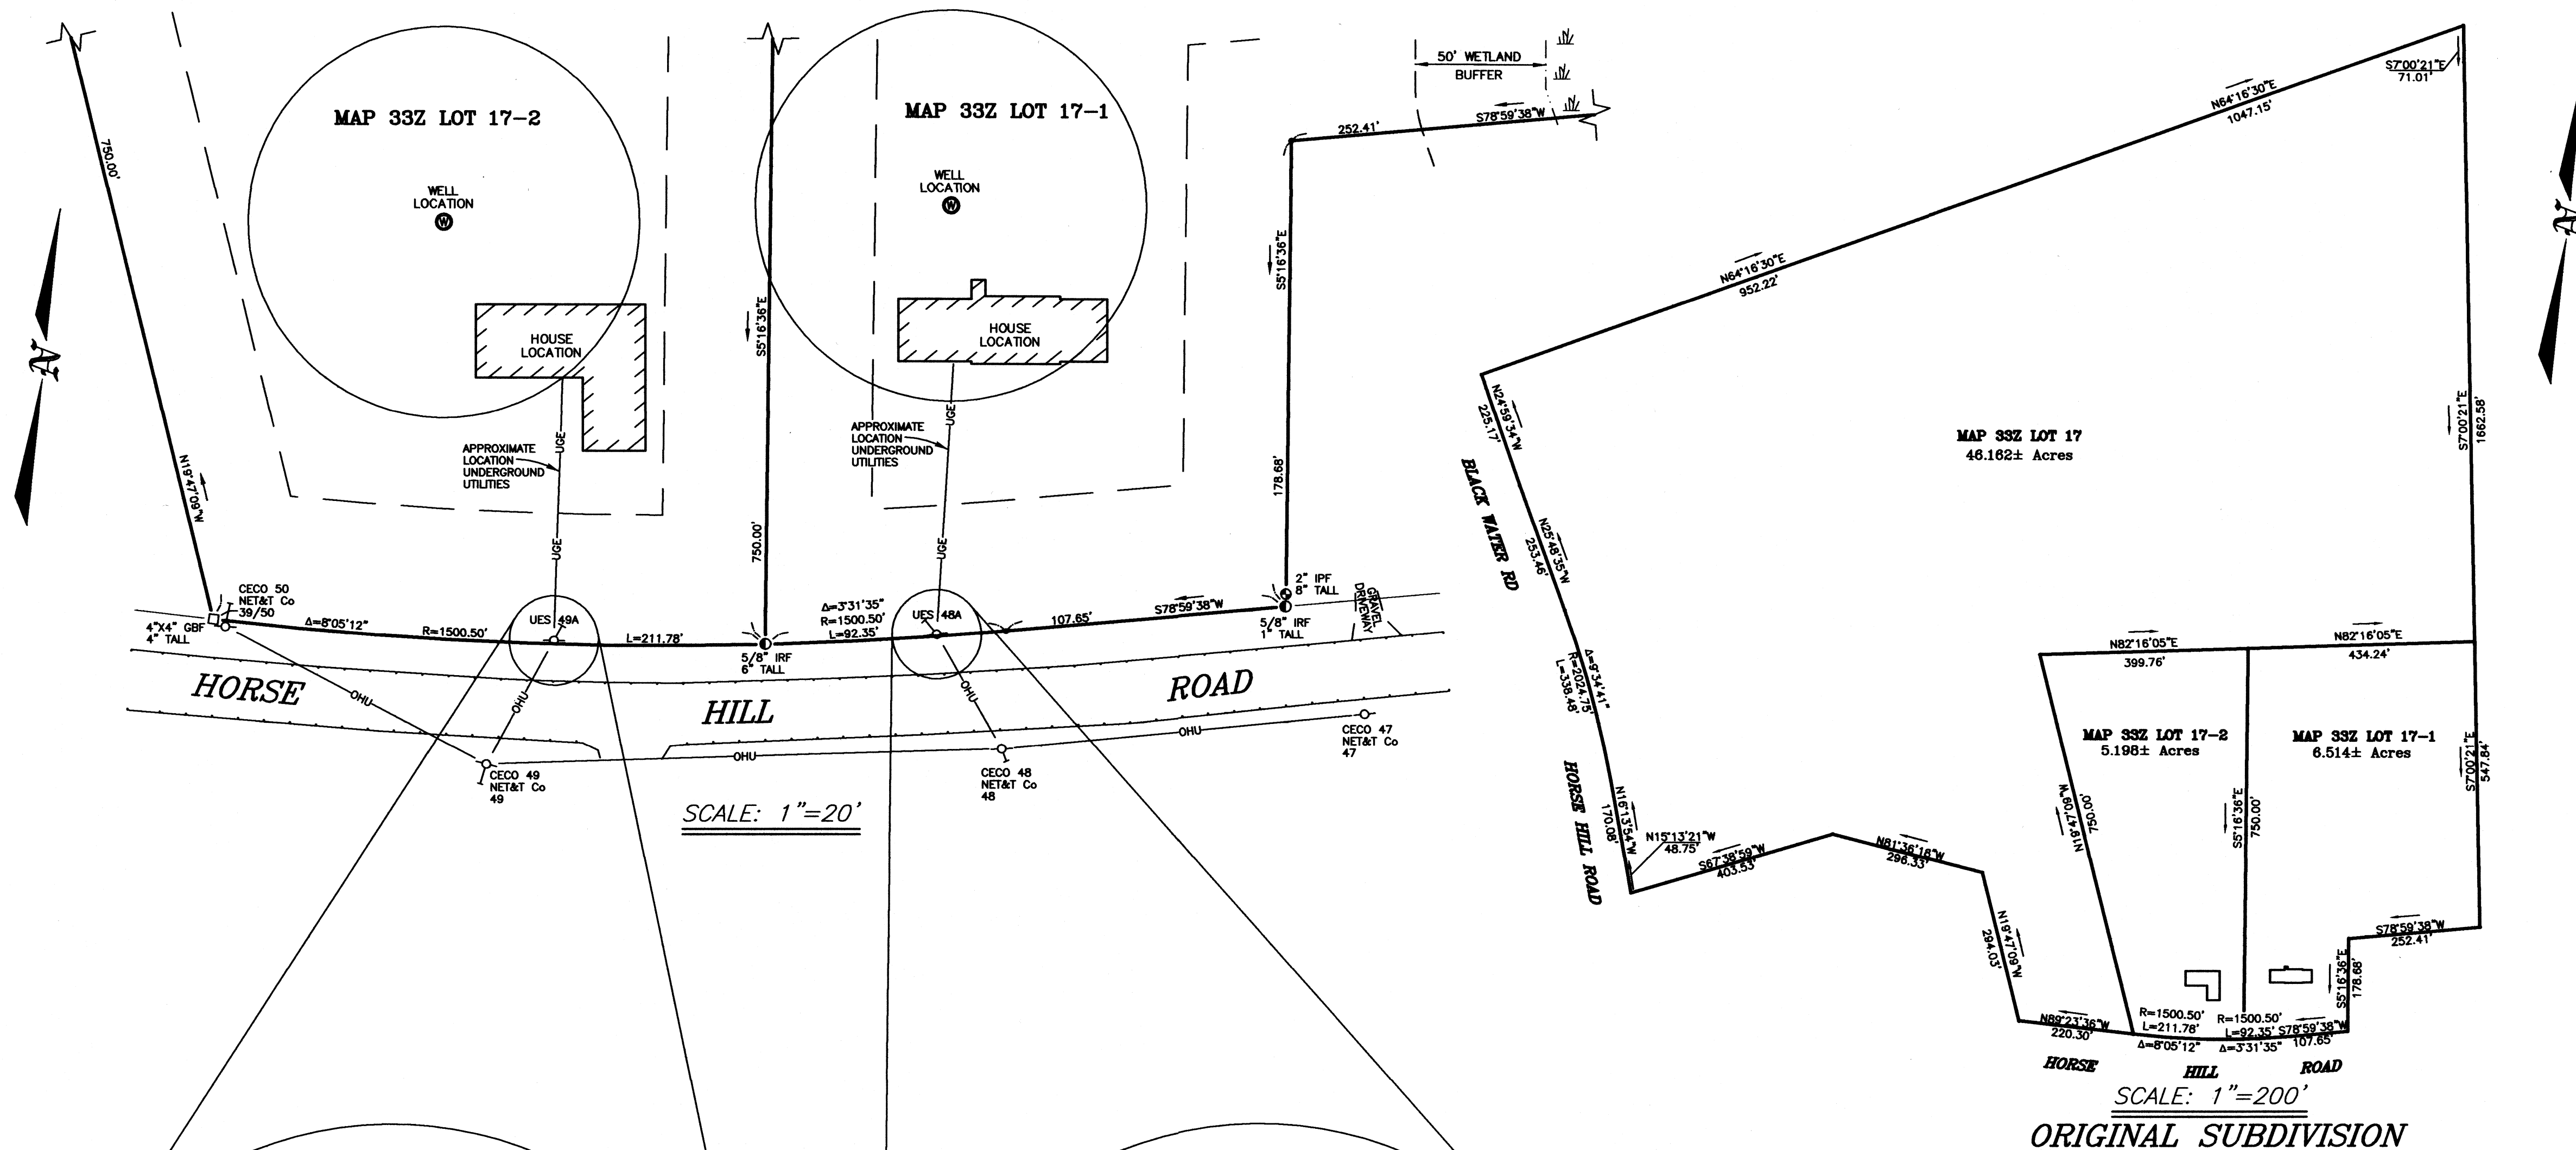 MAP 33Z LOT 17-2
WELL
LOCATION
W
HOUSE
LOCATION
750.00'
N19°47'09"W
APPROXIMATE
LOCATION
UNDERGROUND
UTILITIES
UGE
UGE
MAP 33Z LOT 17-1
WELL
LOCATION
W
HOUSE
LOCATION
S5°16'36"E
750.00'
APPROXIMATE
LOCATION
UNDERGROUND
UTILITIES
UGE
UGE
50' WETLAND
BUFFER
252.41'
S78°59'38"W
S5°16'36"E
178.68'
CECO 50
NET&T Co
39/50
4"X4" GBF
4" TALL
Δ=8°05'12"
R=1500.50'
UES 49A
L=211.78'
5/8" IRF
6" TALL
Δ=3°31'35"
R=1500.50'
L=92.35'
UES 48A
107.65'
S78°59'38"W
2" IPF
8" TALL
5/8" IRF
1" TALL
GRAVEL
DRIVEWAY
HORSE
HILL
ROAD
OHU
OHU
OHU
OHU
OHU
CECO 49
NET&T Co
49
CECO 48
NET&T Co
48
CECO 47
NET&T Co
47
SCALE: 1"=20'
N
N
S7°00'21"E
71.01'
N64°16'30"E
1047.15'
N64°16'30"E
952.22'
N24°59'34"W
225.17'
MAP 33Z LOT 17
46.162± Acres
S7°00'21"E
1662.58'
BLACK WATER RD
N25°48'35"W
253.46'
Δ=9°34'41"
R=2024.75'
L=338.48'
N82°16'05"E
399.76'
N82°16'05"E
434.24'
MAP 33Z LOT 17-2
5.198± Acres
MAP 33Z LOT 17-1
6.514± Acres
S7°00'21"E
547.84'
N19°47'09"W
750.00'
S5°16'36"E
750.00'
HORSE HILL ROAD
N16°13'54"W
170.08'
N15°13'21"W
48.75'
S67°38'59"W
403.53'
N81°36'18"W
296.33'
N19°47'09"W
294.03'
S78°59'38"W
252.41'
S5°16'36"E
178.68'
N89°23'36"W
220.30'
R=1500.50'
L=211.78'
Δ=8°05'12"
R=1500.50'
L=92.35'
Δ=3°31'35"
S78°59'38"W
107.65'
HORSE
HILL
ROAD
SCALE: 1"=200'
ORIGINAL SUBDIVISION